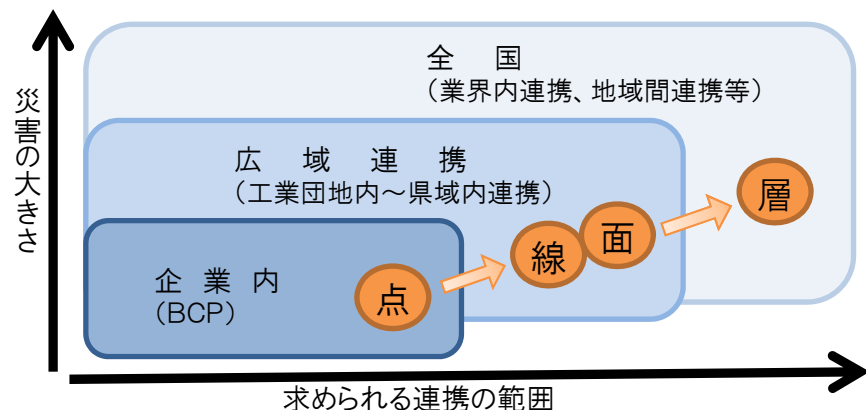 災害の大きさ
全国
（業界内連携、地域間連携等）
広域連携
（工業団地内～県域内連携）
企業内
（BCP）
点
線
面
層
求められる連携の範囲